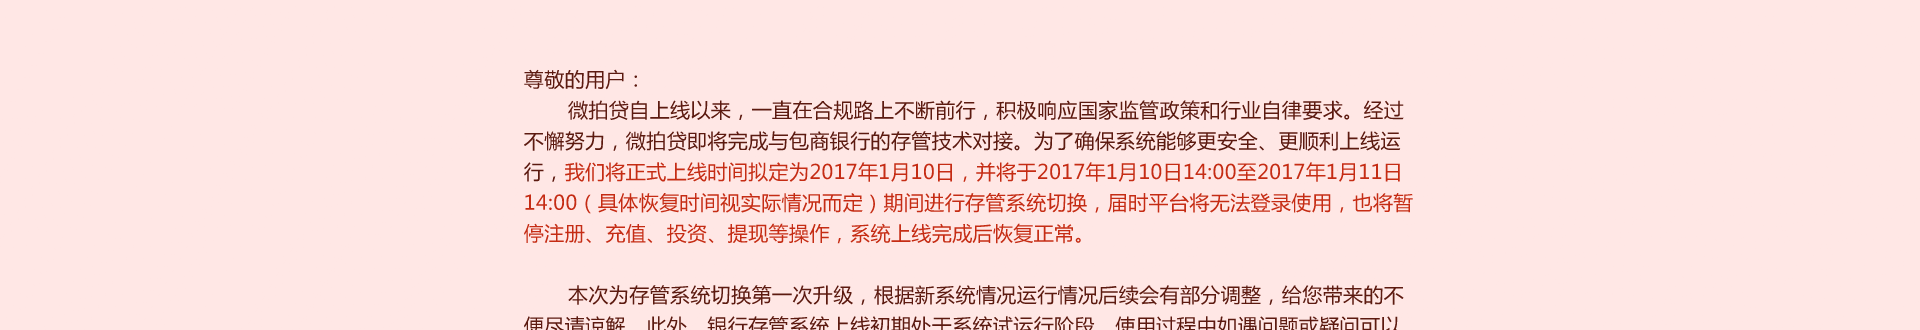 尊敬的用户：
微拍贷自上线以来，一直在合规路上不断前行，积极响应国家监管政策和行业自律要求。经过
不懈努力，微拍贷即将完成与包商银行的存管技术对接。为了确保系统能够更安全、更顺利上线运
行，我们将正式上线时间拟定为2017年1月10日，并将于2017年1月10日14:00至2017年1月11日
14:00（具体恢复时间视实际情况而定）期间进行存管系统切换，届时平台将无法登录使用，也将暂
停注册、充值、投资、提现等操作，系统上线完成后恢复正常。
本次为存管系统切换第一次升级，根据新系统情况运行情况后续会有部分调整，给您带来的不
便尽请谅解。此外，银行存管系统上线初期处于系统试运行阶段，使用过程中如遇问题或疑问可以